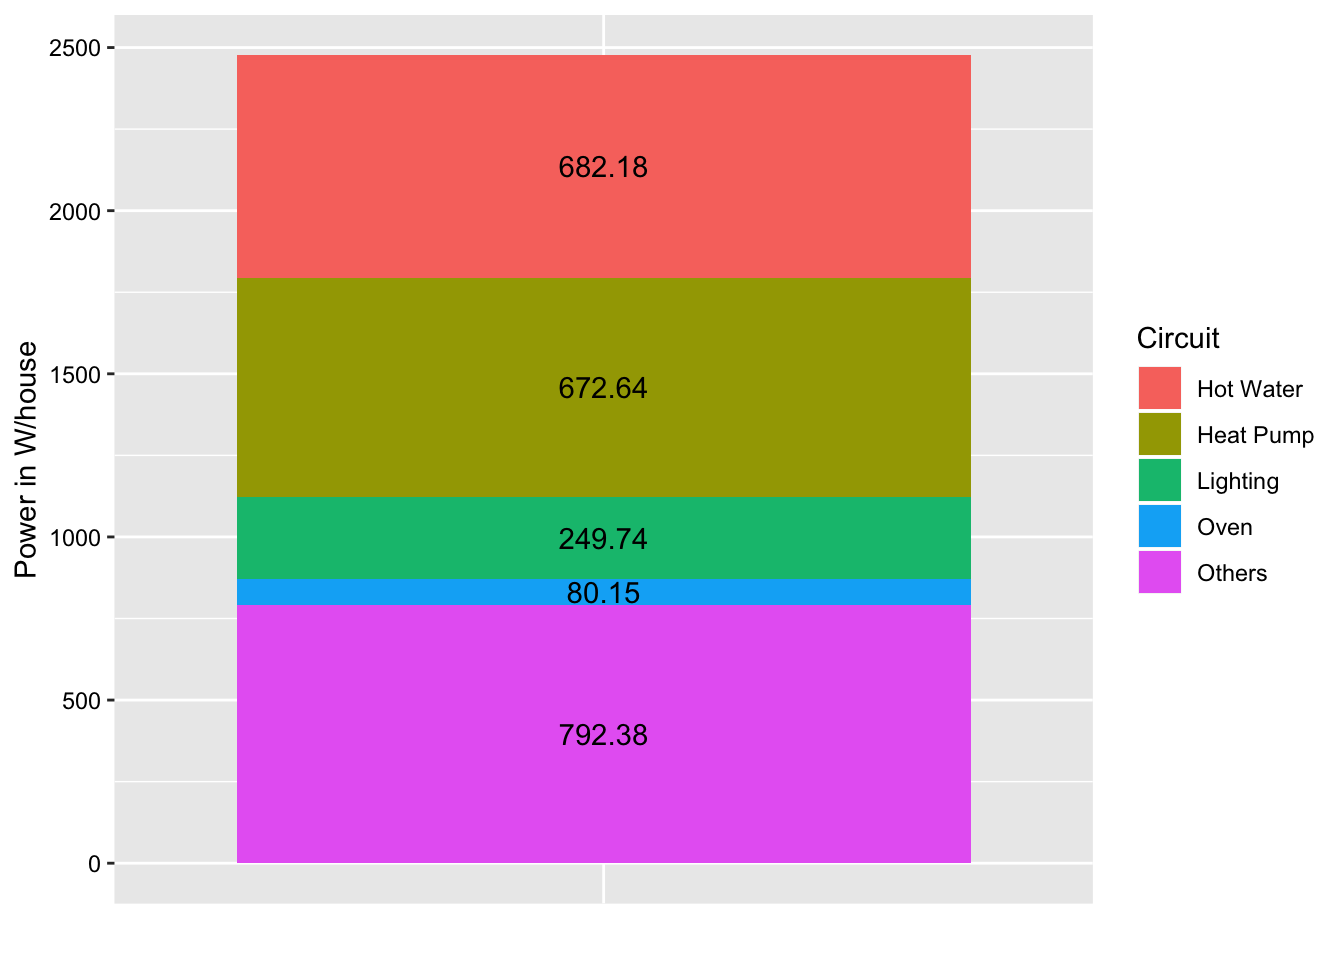 Power in W/house
2500
2000
1500
1000
500
0
682.18
672.64
249.74
80.15
792.38
Circuit
Hot Water
Heat Pump
Lighting
Oven
Others